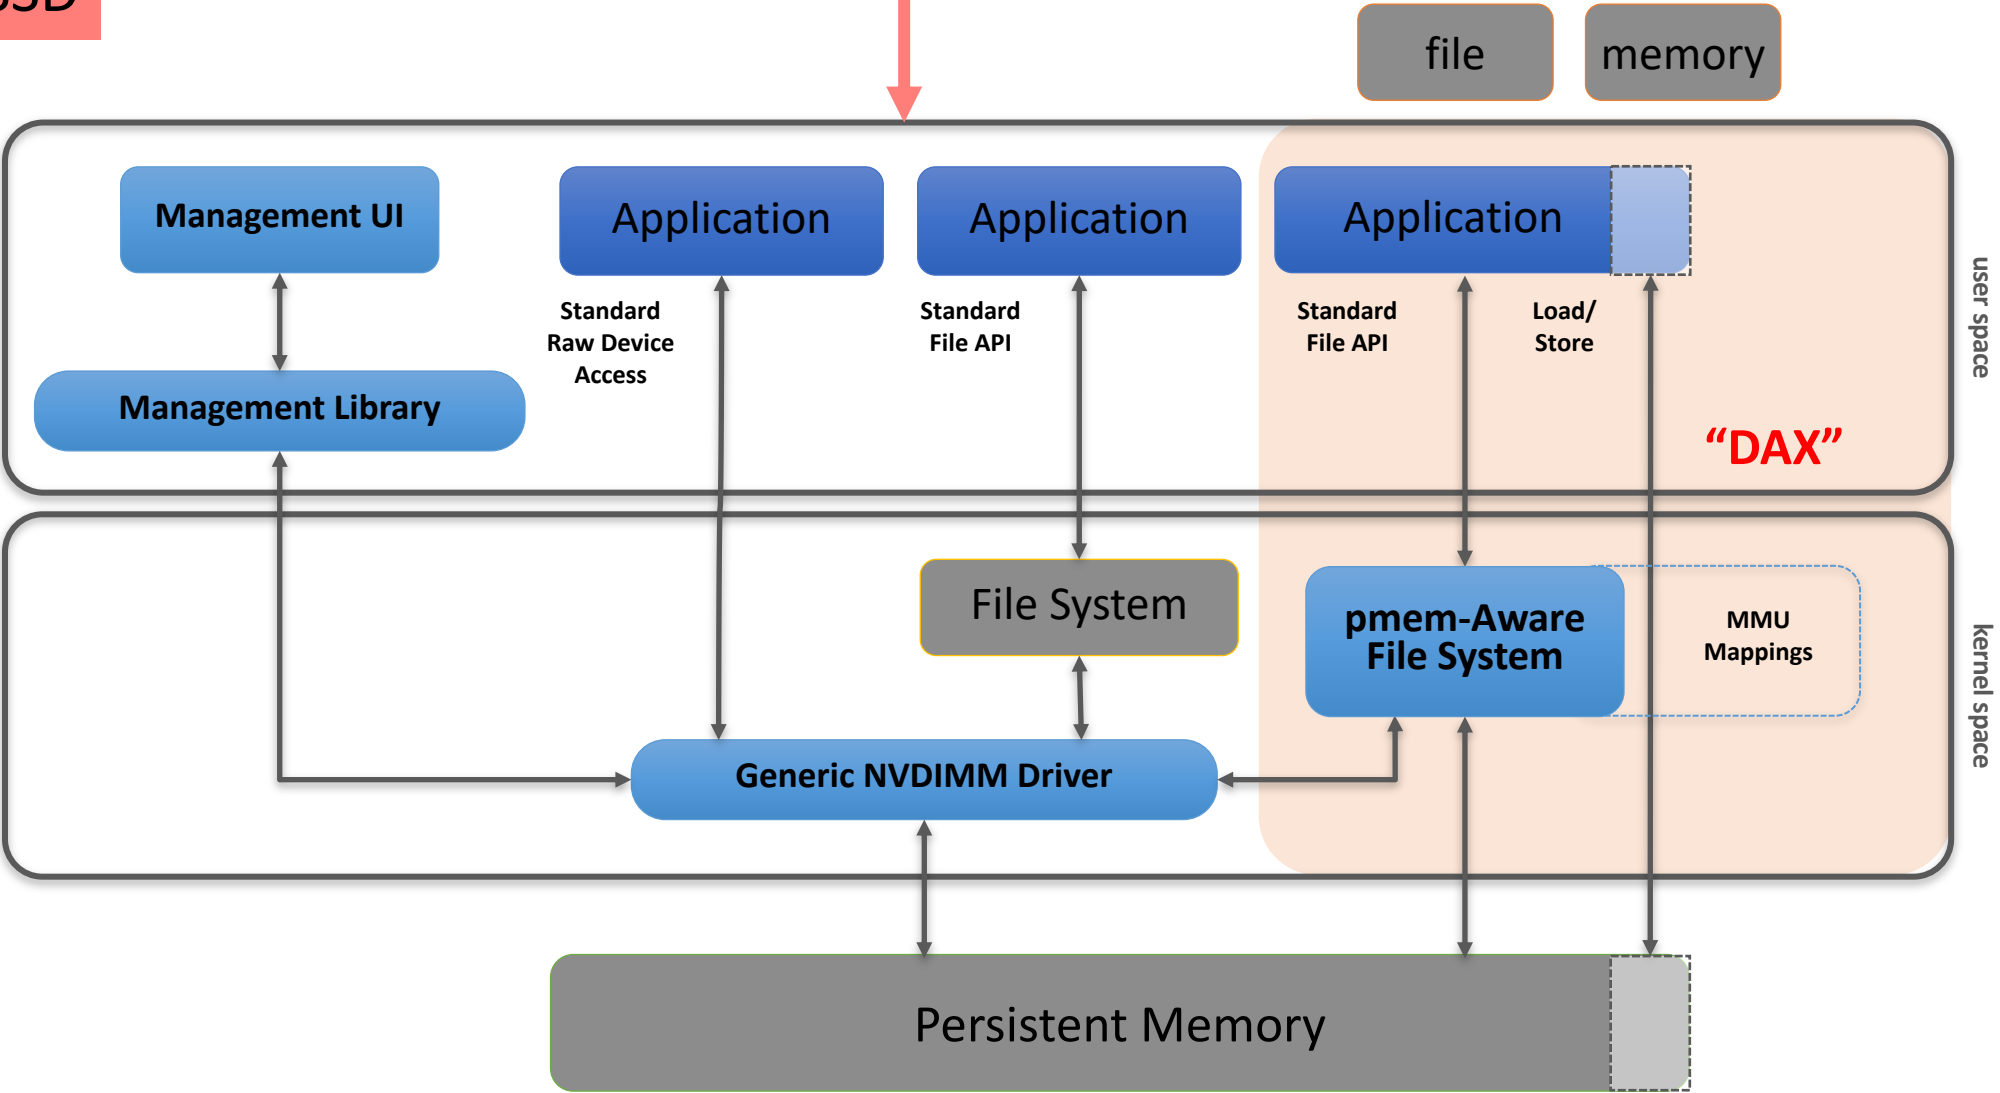 SSD
file
memory
Management UI
Application
Application
Application
Standard
Raw Device
Access
Standard
File API
Standard
File API
Load/
Store
user space
Management Library
“DAX”
File System
pmem-Aware
File System
MMU
Mappings
kernel space
Generic NVDIMM Driver
Persistent Memory